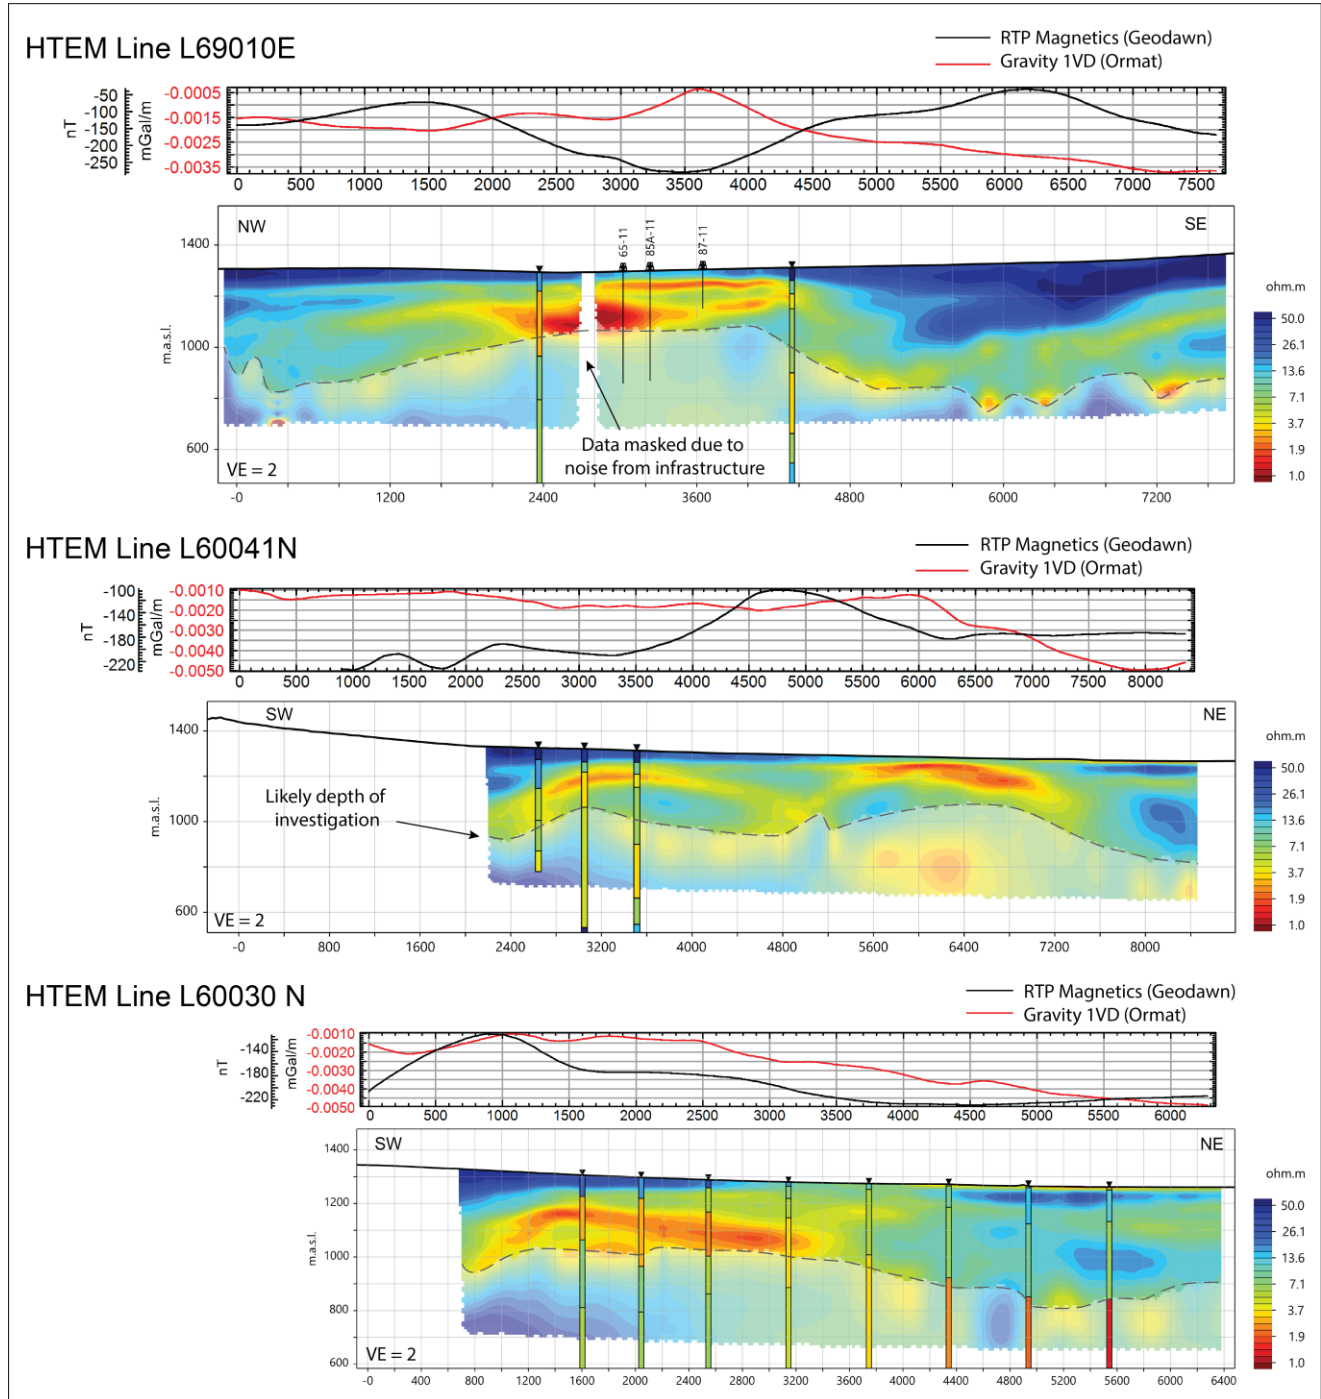 HTEM Line L69010E
RTP Magnetics (Geodawn)
Gravity 1VD (Ormat)
nT
-50
-100
-150
-200
-250
mGal/m
-0.0005
-0.0015
-0.0025
-0.0035
0 500 1000 1500 2000 2500 3000 3500 4000 4500 5000 5500 6000 6500 7000 7500
NW
65-11
85A-11
87-11
SE
m.a.s.l.
1400
1000
600
Data masked due to
noise from infrastructure
VE = 2
-0 1200 2400 3600 4800 6000 7200
ohm.m
50.0
26.1
13.6
7.1
3.7
1.9
1.0
HTEM Line L60041N
RTP Magnetics (Geodawn)
Gravity 1VD (Ormat)
nT
-100
-140
-180
-220
mGal/m
-0.0010
-0.0020
-0.0030
-0.0040
-0.0050
0 500 1000 1500 2000 2500 3000 3500 4000 4500 5000 5500 6000 6500 7000 7500 8000
SW
NE
m.a.s.l.
1400
1000
600
Likely depth of
investigation
VE = 2
-0 800 1600 2400 3200 4000 4800 5600 6400 7200 8000
ohm.m
50.0
26.1
13.6
7.1
3.7
1.9
1.0
HTEM Line L60030 N
RTP Magnetics (Geodawn)
Gravity 1VD (Ormat)
nT
-140
-180
-220
mGal/m
-0.0010
-0.0020
-0.0030
-0.0040
-0.0050
0 500 1000 1500 2000 2500 3000 3500 4000 4500 5000 5500 6000
SW
NE
m.a.s.l.
1400
1200
1000
800
600
VE = 2
-0 400 800 1200 1600 2000 2400 2800 3200 3600 4000 4400 4800 5200 5600 6000 6400
ohm.m
50.0
26.1
13.6
7.1
3.7
1.9
1.0